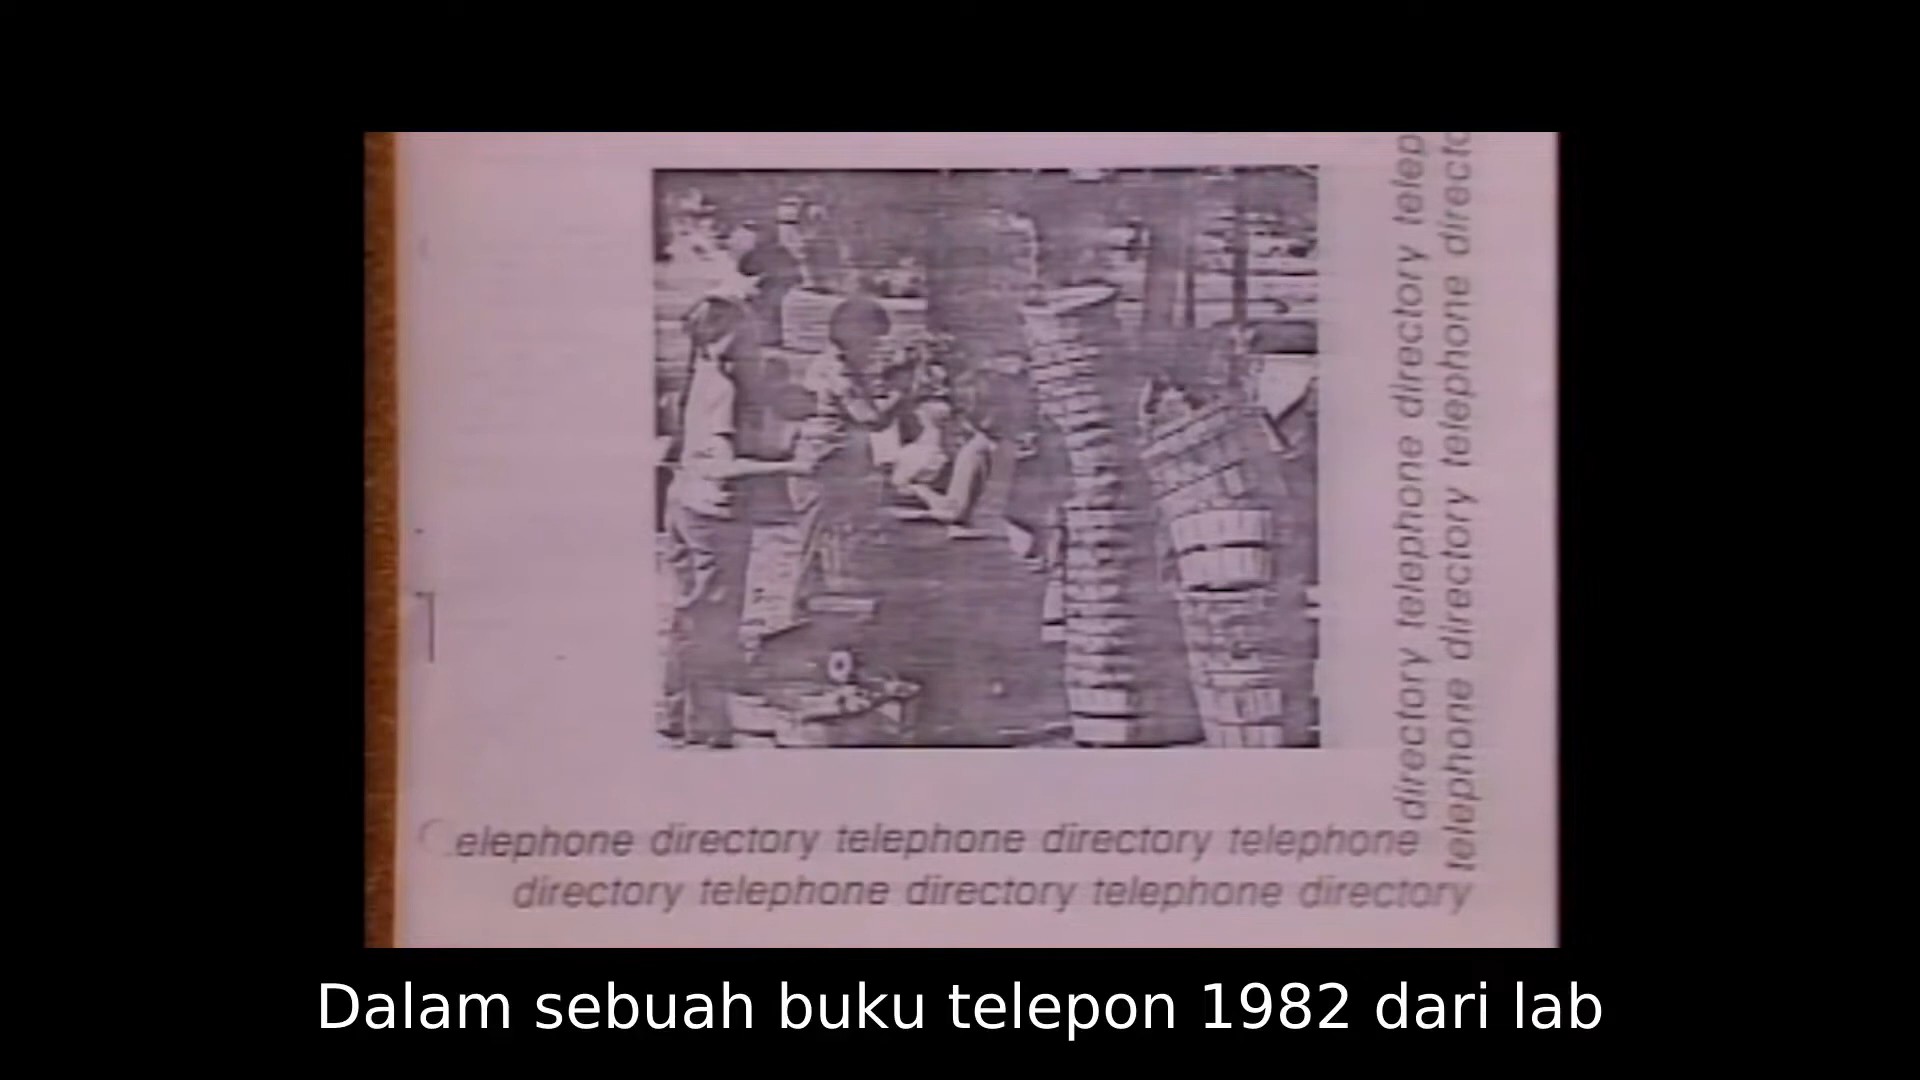 elephone directory telephone directory telephone
directory telephone directory telephone directory
directory telephone directory telep
telephone directory telephone directo
Dalam sebuah buku telepon 1982 dari lab